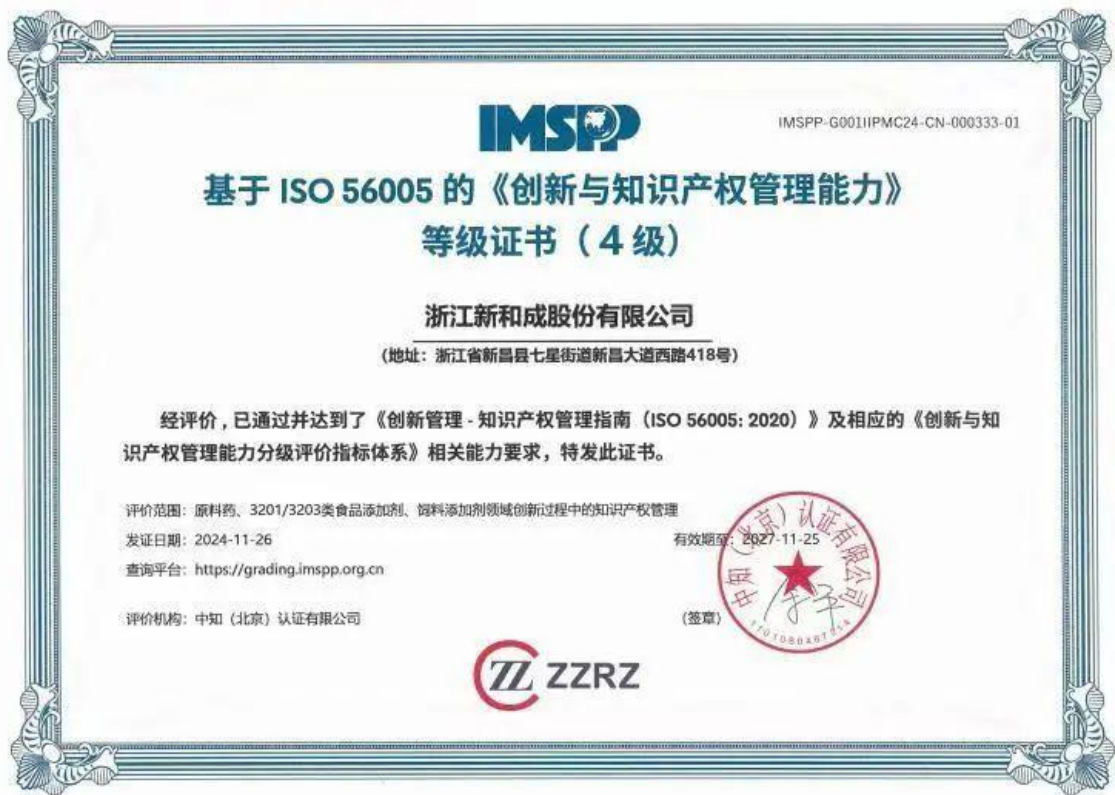 IMSPP
IMSPP-G001IIPMC24-CN-000333-01
基于 ISO 56005 的《创新与知识产权管理能力》
等级证书（4 级）
浙江新和成股份有限公司
（地址：浙江省新昌县七星街道新昌大道西路418号）
经评价，已通过并达到了《创新管理 - 知识产权管理指南（ISO 56005: 2020）》及相应的《创新与知
识产权管理能力分级评价指标体系》相关能力要求，特发此证书。
评价范围：原料药、3201/3203类食品添加剂、饲料添加剂领域创新过程中的知识产权管理
发证日期：2024-11-26
有效期至：2027-11-25
查询平台：https://grading.imspp.org.cn
评价机构：中知（北京）认证有限公司
（签章）
中知（北京）认证有限公司
ZZ ZZRZ